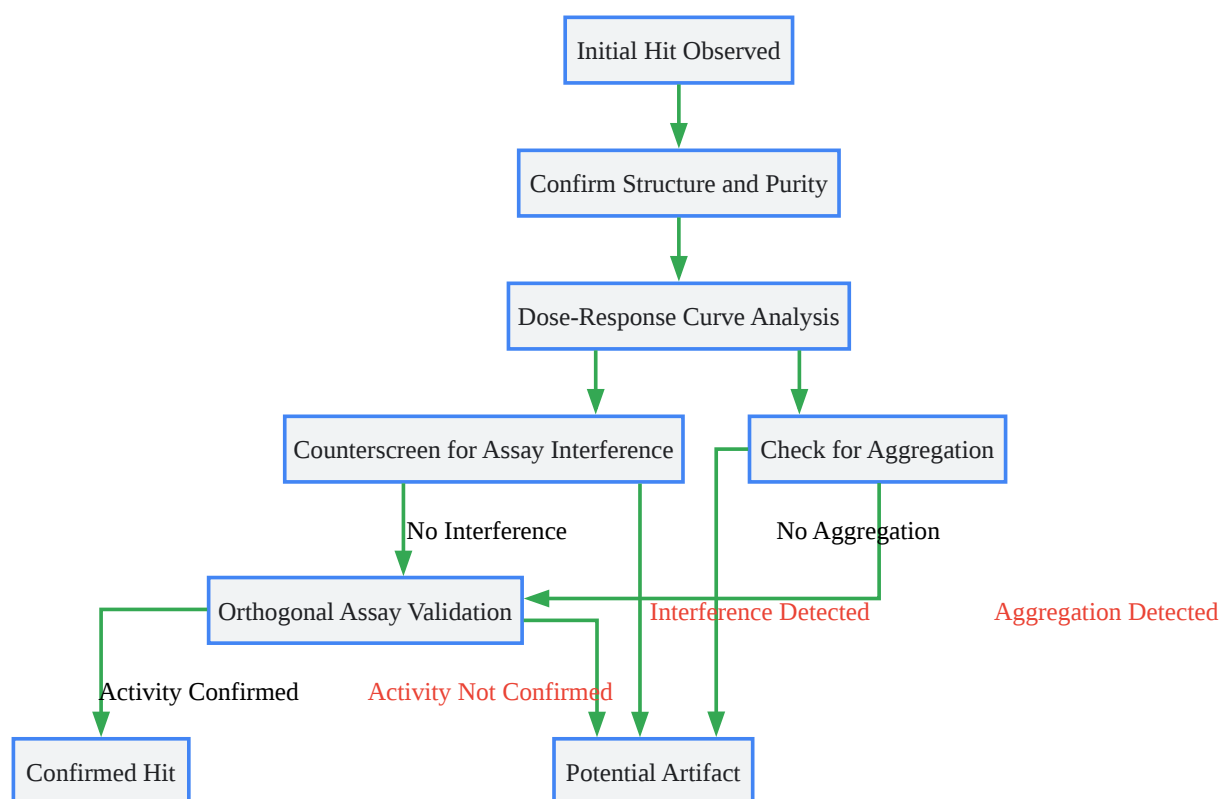 Initial Hit Observed
Confirm Structure and Purity
Dose-Response Curve Analysis
Counterscreen for Assay Interference
Check for Aggregation
No Interference
No Aggregation
Orthogonal Assay Validation
Interference Detected
Aggregation Detected
Activity Confirmed
Activity Not Confirmed
Confirmed Hit
Potential Artifact